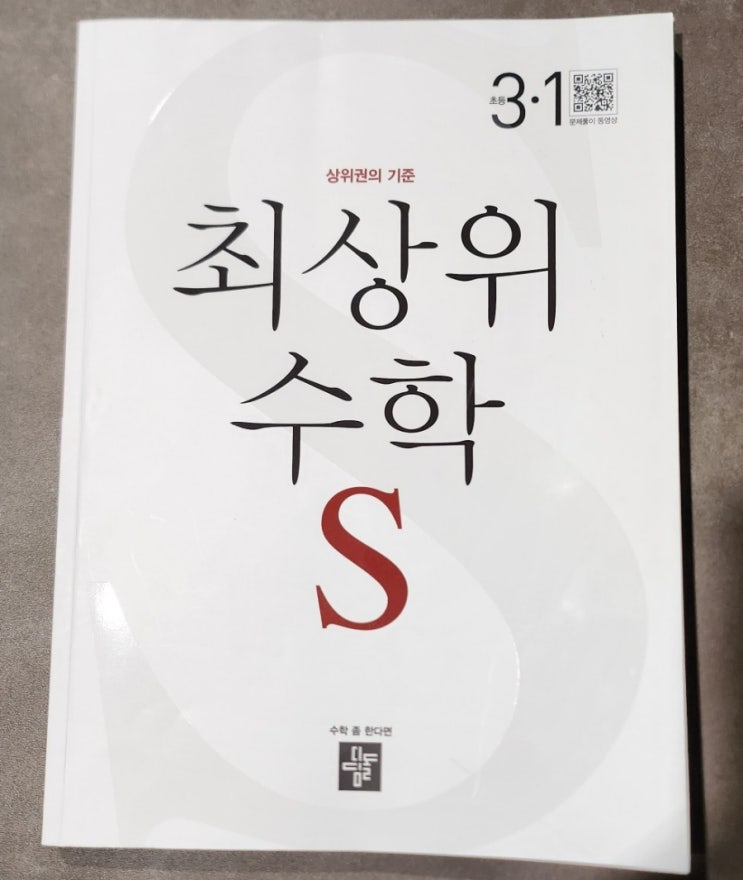 초등 3·1
문제풀이 동영상
상위권의 기준
최상위
수학
S
수학 좀 한다면
디딤돌